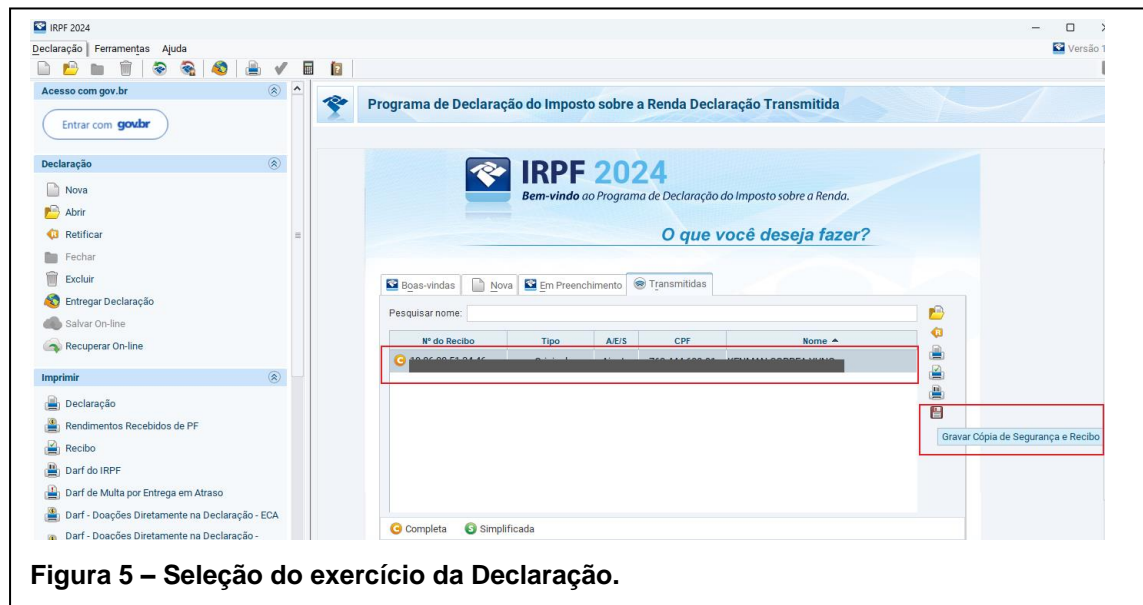 IRPF 2024
Declaração Ferramentas Ajuda
Versão 1
Acesso com gov.br
Entrar com gov.br
Programa de Declaração do Imposto sobre a Renda Declaração Transmitida
Declaração
Nova
Abrir
Retificar
Fechar
Excluir
Entregar Declaração
Salvar On-line
Recuperar On-line
IRPF 2024
Bem-vindo ao Programa de Declaração do Imposto sobre a Renda.
O que você deseja fazer?
Boas-vindas Nova Em Preenchimento Transmitidas
Pesquisar nome:
Nº do Recibo Tipo A/E/S CPF Nome
Imprimir
Declaração
Rendimentos Recebidos de PF
Recibo
Darf do IRPF
Darf de Multa por Entrega em Atraso
Darf - Doações Diretamente na Declaração - ECA
Darf - Doações Diretamente na Declaração -
Gravar Cópia de Segurança e Recibo
Completa Simplificada
Figura 5 – Seleção do exercício da Declaração.